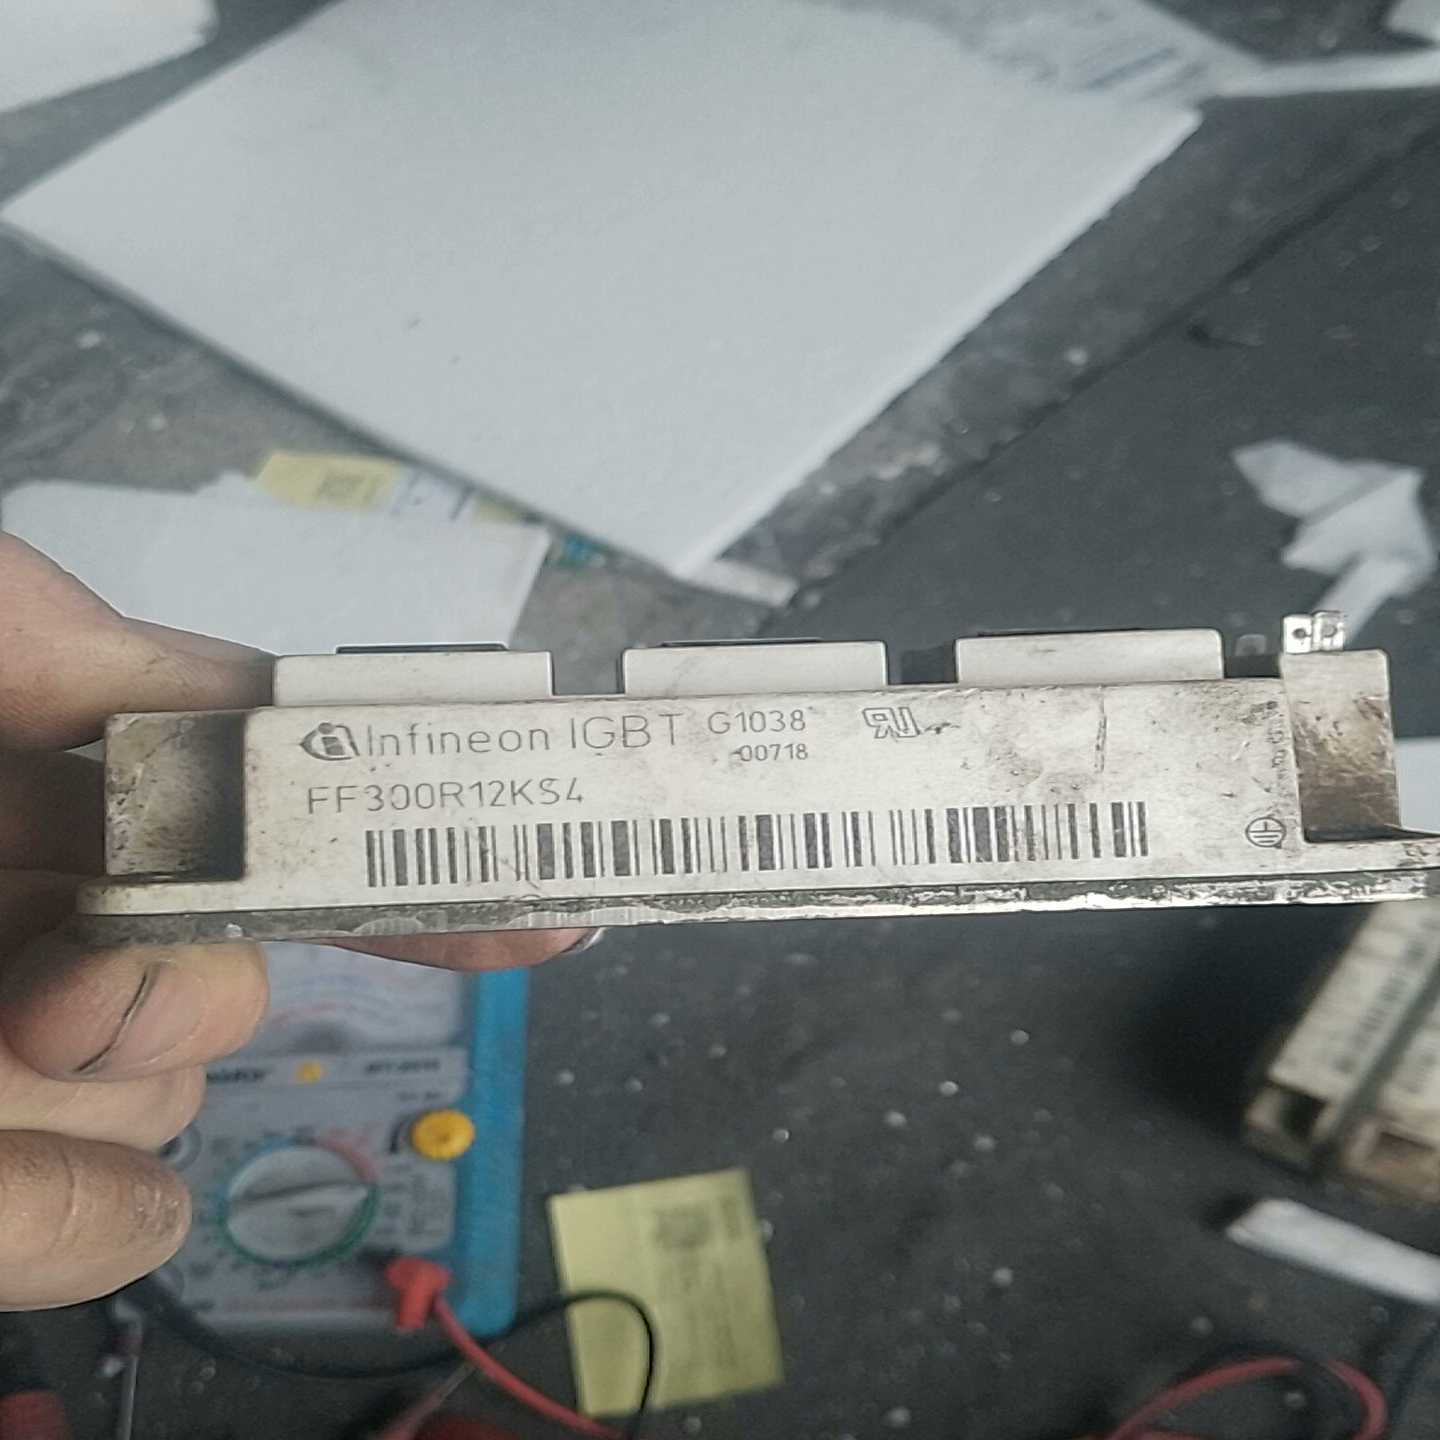 Infineon IGBT G1038
00718
FF300R12KS4